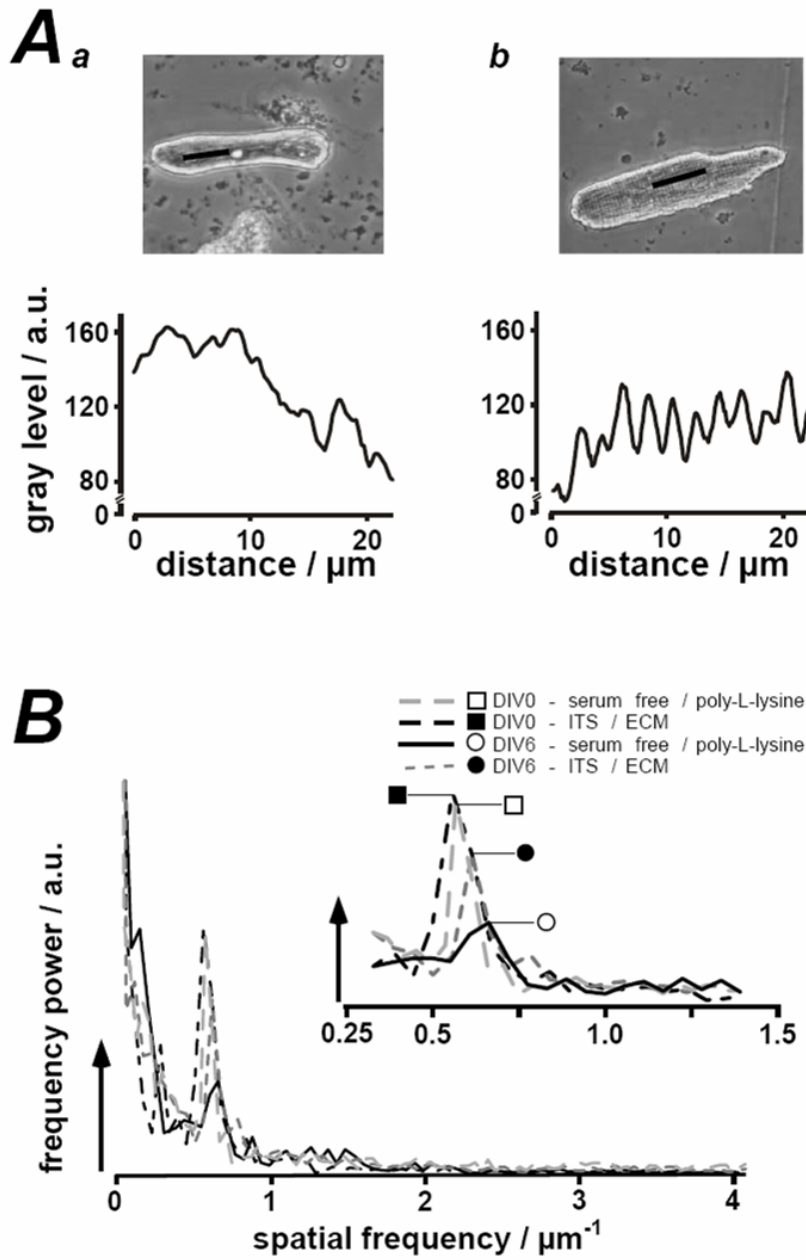 A a b
gray level / a.u.
160
120
80
0
0 10 20
distance / µm
160
120
80
0
0 10 20
distance / µm
B
DIV0 - serum free / poly-L-lysine
DIV0 - ITS / ECM
DIV6 - serum free / poly-L-lysine
DIV6 - ITS / ECM
0.25 0.5 1.0 1.5
frequency power / a.u.
0 1 2 3 4
spatial frequency / µm-1